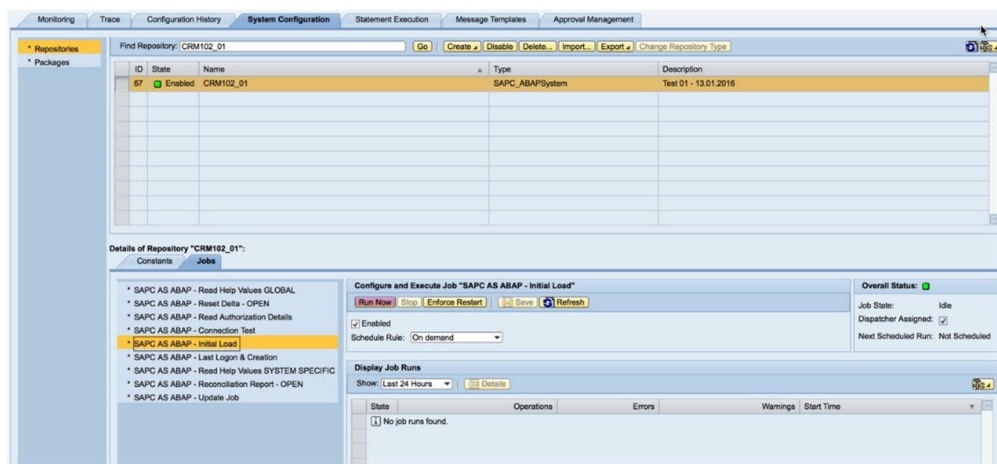 Monitoring Trace Configuration History System Configuration Statement Execution Message Templates Approval Management
* Repositories
* Packages
Find Repository: CRM102_01 Go Create Disable Delete... Import... Export Change Repository Type
ID State Name Type Description
67 Enabled CRM102_01 SAPC_ABAPSystem Test 01 - 13.01.2016
Details of Repository "CRM102_01":
Constants Jobs
* SAPC AS ABAP - Read Help Values GLOBAL
* SAPC AS ABAP - Reset Delta - OPEN
* SAPC AS ABAP - Read Authorization Details
* SAPC AS ABAP - Connection Test
* SAPC AS ABAP - Initial Load
* SAPC AS ABAP - Last Logon & Creation
* SAPC AS ABAP - Read Help Values SYSTEM SPECIFIC
* SAPC AS ABAP - Reconciliation Report - OPEN
* SAPC AS ABAP - Update Job
Configure and Execute Job "SAPC AS ABAP - Initial Load"
Run Now Stop Enforce Restart Save Refresh
Enabled
Schedule Rule: On demand
Overall Status:
Job State: Idle
Dispatcher Assigned:
Next Scheduled Run: Not Scheduled
Display Job Runs
Show: Last 24 Hours Details
State Operations Errors Warnings Start Time
No job runs found.